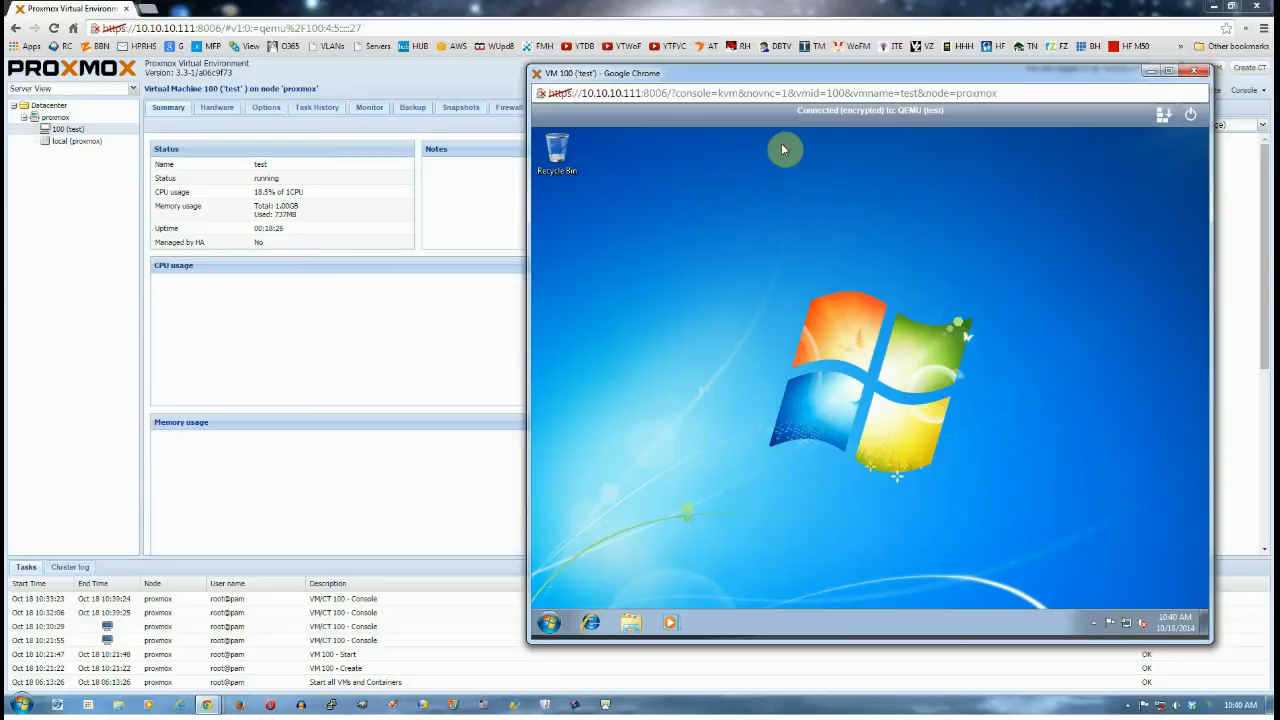 Proxmox Virtual Environm
https://10.10.10.111:8006/#v1:0:=qemu%2F100:4:5:::::27
Apps RC BBN HPRHS G MFP View O365 VLANs Servers HUB AWS WUpd8 FMH VTDB VTWoF VTFVC AT RH DBTV TM WoFM ITE VZ HHH HF TN FZ BH HF M50 » Other bookmarks
PROXMOX Proxmox Virtual Environment
Version: 3.3-1/a06c9f73
Server View
Virtual Machine 100 ('test' ) on node 'proxmox'
Create CT
Summary Hardware Options Task History Monitor Backup Snapshots Firewall
Console
Datacenter
proxmox
100 (test)
local (proxmox)
Status
Name test
Status running
CPU usage 18.5% of 1CPU
Memory usage Total: 1.00GB
Used: 737MB
Uptime 00:18:26
Managed by HA No
Notes
CPU usage
Memory usage
VM 100 ('test') - Google Chrome
https://10.10.10.111:8006/?console=kvm&novnc=1&vmid=100&vmname=test&node=proxmox
Connected (encrypted) to: QEMU (test)
Recycle Bin
10:40 AM
10/18/2014
Tasks Cluster log
Start Time End Time Node User name Description
Oct 18 10:33:23 Oct 18 10:39:24 proxmox root@pam VM/CT 100 - Console
Oct 18 10:32:06 Oct 18 10:39:25 proxmox root@pam VM/CT 100 - Console
Oct 18 10:30:29 proxmox root@pam VM/CT 100 - Console
Oct 18 10:21:55 proxmox root@pam VM/CT 100 - Console
Oct 18 10:21:47 Oct 18 10:21:48 proxmox root@pam VM 100 - Start OK
Oct 18 10:21:22 Oct 18 10:21:22 proxmox root@pam VM 100 - Create OK
Oct 18 06:13:26 Oct 18 06:13:26 proxmox root@pam Start all VMs and Containers OK
10:40 AM